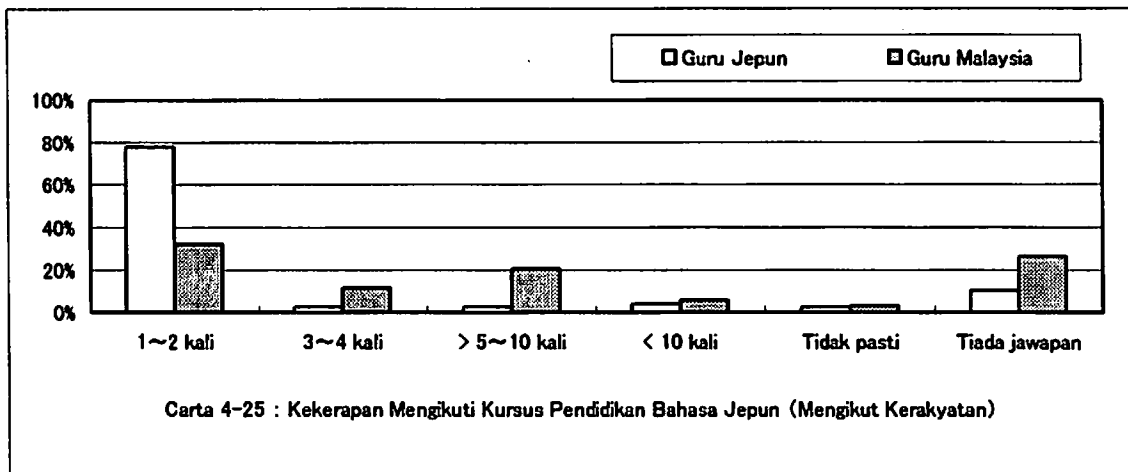 Guru Jepun Guru Malaysia
100%
80%
60%
40%
20%
0%
1～2 kali 3～4 kali > 5～10 kali < 10 kali Tidak pasti Tiada jawapan
Carta 4-25 : Kekerapan Mengikuti Kursus Pendidikan Bahasa Jepun (Mengikut Kerakyatan)